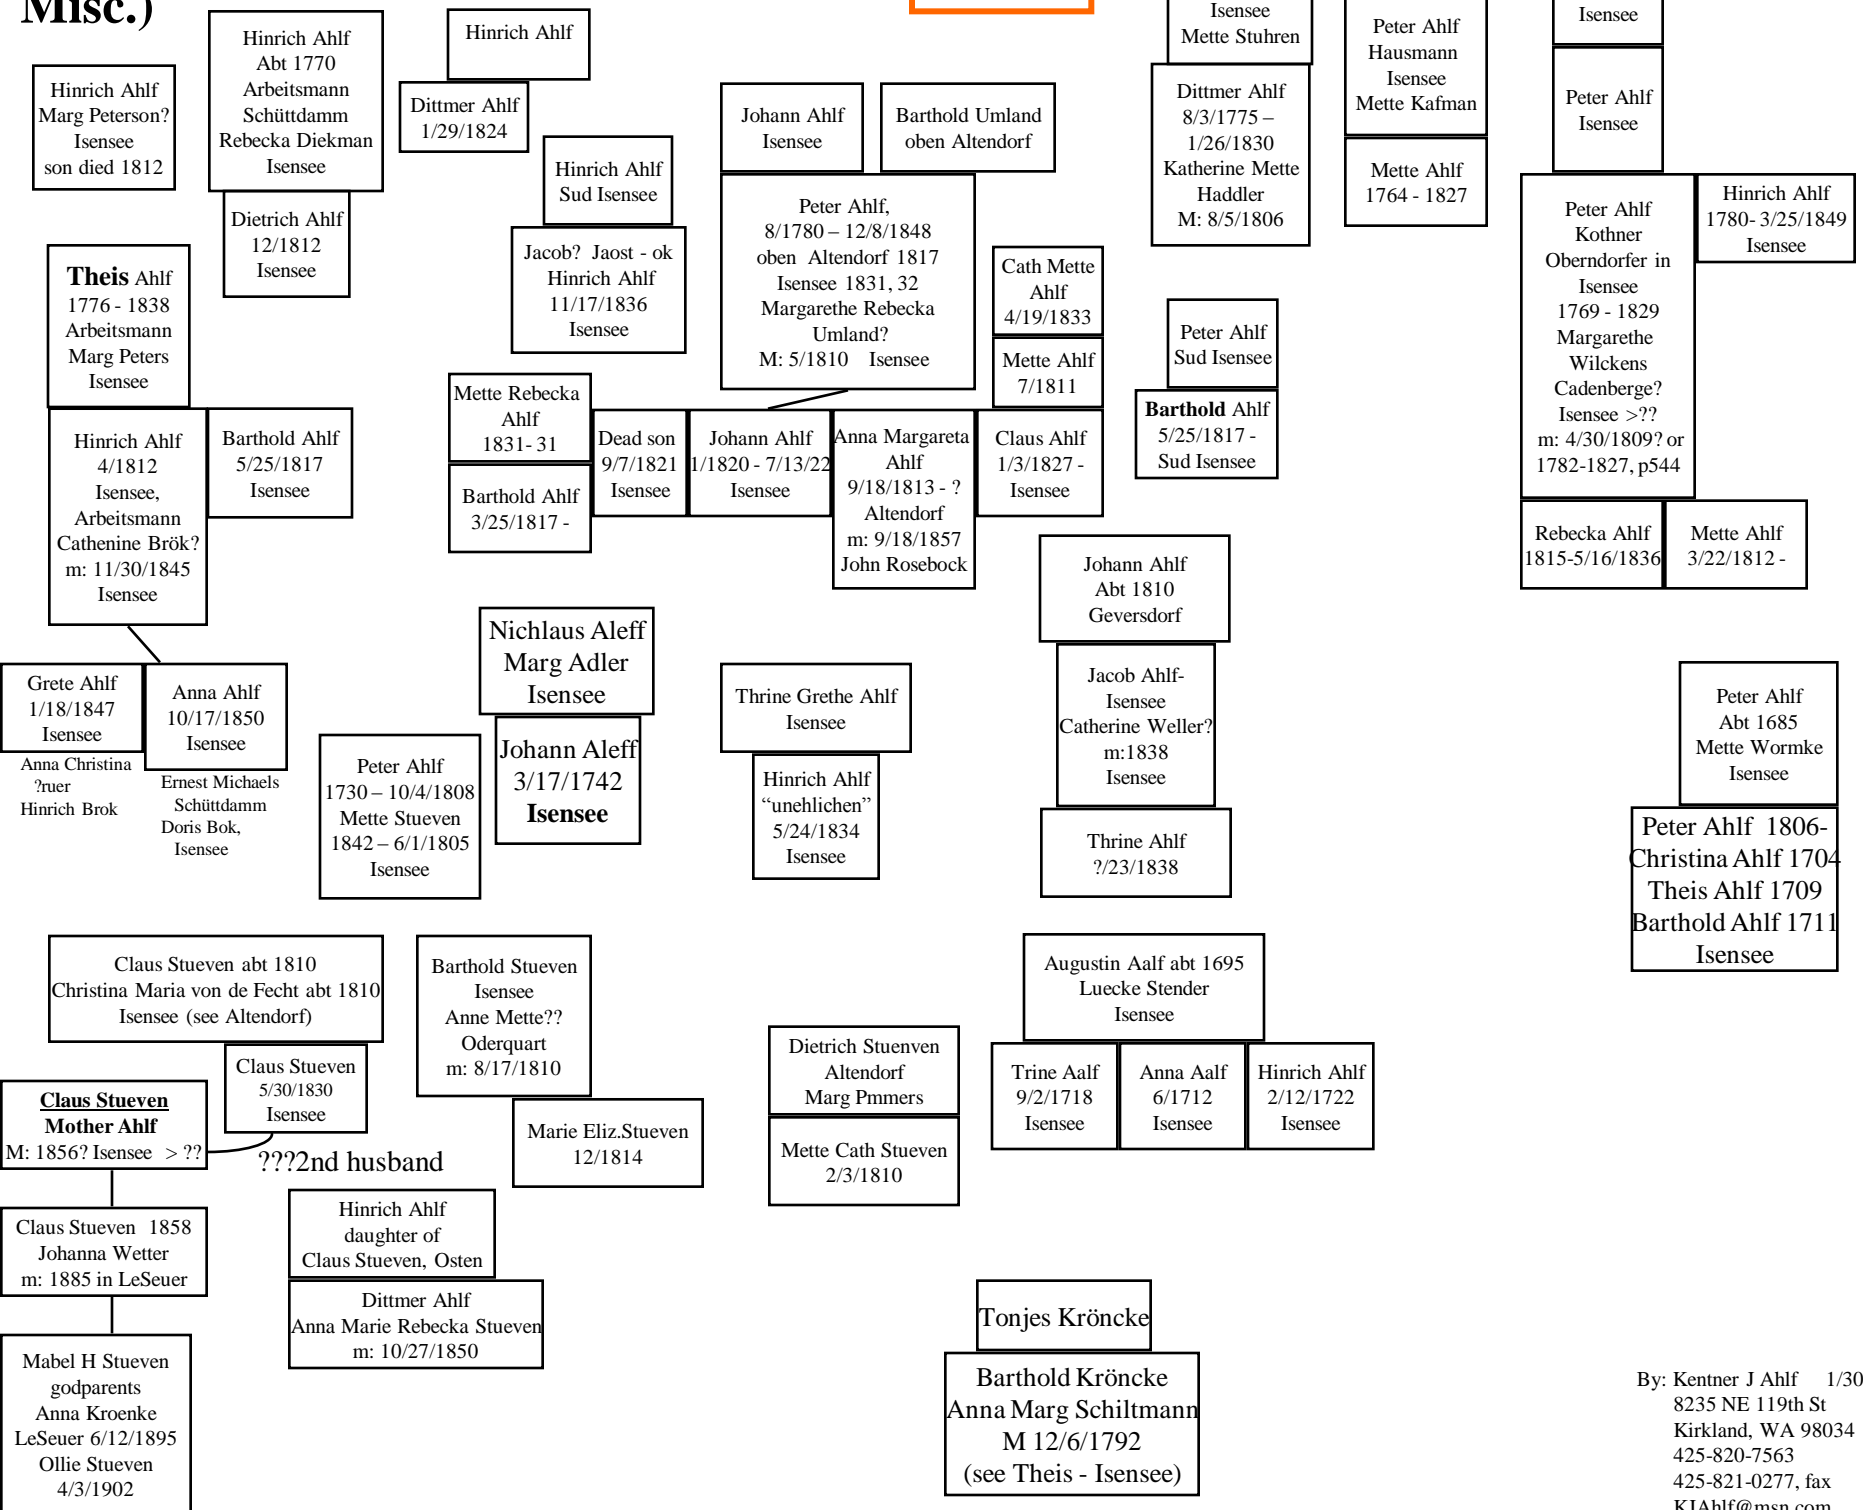 Misc.)
Hinrich Ahlf
Marg Peterson?
Isensee
son died 1812
Hinrich Ahlf
Abt 1770
Arbeitsmann
Schüttdamm
Rebecka Diekman
Isensee
Dietrich Ahlf
12/1812
Isensee
Hinrich Ahlf
Dittmer Ahlf
1/29/1824
Hinrich Ahlf
Sud Isensee
Jacob? Jaost - ok
Hinrich Ahlf
11/17/1836
Isensee
Johann Ahlf
Isensee
Barthold Umland
oben Altendorf
Peter Ahlf,
8/1780 – 12/8/1848
oben Altendorf 1817
Isensee 1831, 32
Margarethe Rebecka
Umland?
M: 5/1810 Isensee
Cath Mette
Ahlf
4/19/1833
Mette Ahlf
7/1811
Isensee
Mette Stuhren
Dittmer Ahlf
8/3/1775 –
1/26/1830
Katherine Mette
Haddler
M: 8/5/1806
Peter Ahlf
Hausmann
Isensee
Mette Kafman
Mette Ahlf
1764 - 1827
Isensee
Peter Ahlf
Isensee
Peter Ahlf
Kothner
Oberndorfer in
Isensee
1769 - 1829
Margarethe
Wilckens
Cadenberge?
Isensee >??
m: 4/30/1809? or
1782-1827, p544
Hinrich Ahlf
1780- 3/25/1849
Isensee
Rebecka Ahlf
1815-5/16/1836
Mette Ahlf
3/22/1812 -
Peter Ahlf
Sud Isensee
Barthold Ahlf
5/25/1817 -
Sud Isensee
Theis Ahlf
1776 - 1838
Arbeitsmann
Marg Peters
Isensee
Hinrich Ahlf
4/1812
Isensee,
Arbeitsmann
Cathenine Brök?
m: 11/30/1845
Isensee
Barthold Ahlf
5/25/1817
Isensee
Mette Rebecka
Ahlf
1831- 31
Barthold Ahlf
3/25/1817 -
Dead son
9/7/1821
Isensee
Johann Ahlf
1/1820 - 7/13/22
Isensee
Anna Margareta
Ahlf
9/18/1813 - ?
Altendorf
m: 9/18/1857
John Rosebock
Claus Ahlf
1/3/1827 -
Isensee
Johann Ahlf
Abt 1810
Geversdorf
Jacob Ahlf-
Isensee
Catherine Weller?
m:1838
Isensee
Thrine Ahlf
?/23/1838
Grete Ahlf
1/18/1847
Isensee
Anna Christina
?ruer
Hinrich Brok
Anna Ahlf
10/17/1850
Isensee
Ernest Michaels
Schüttdamm
Doris Bok,
Isensee
Nichlaus Aleff
Marg Adler
Isensee
Johann Aleff
3/17/1742
Isensee
Peter Ahlf
1730 – 10/4/1808
Mette Stueven
1842 – 6/1/1805
Isensee
Thrine Grethe Ahlf
Isensee
Hinrich Ahlf
“unehlichen”
5/24/1834
Isensee
Peter Ahlf
Abt 1685
Mette Wormke
Isensee
Peter Ahlf 1806-
Christina Ahlf 1704
Theis Ahlf 1709
Barthold Ahlf 1711
Isensee
Claus Stueven abt 1810
Christina Maria von de Fecht abt 1810
Isensee (see Altendorf)
Claus Stueven
5/30/1830
Isensee
Claus Stueven
Mother Ahlf
M: 1856? Isensee > ??
???2nd husband
Claus Stueven 1858
Johanna Wetter
m: 1885 in LeSeuer
Mabel H Stueven
godparents
Anna Kroenke
LeSeuer 6/12/1895
Ollie Stueven
4/3/1902
Barthold Stueven
Isensee
Anne Mette??
Oderquart
m: 8/17/1810
Marie Eliz.Stueven
12/1814
Hinrich Ahlf
daughter of
Claus Stueven, Osten
Dittmer Ahlf
Anna Marie Rebecka Stueven
m: 10/27/1850
Dietrich Stuenven
Altendorf
Marg Pmmers
Mette Cath Stueven
2/3/1810
Augustin Aalf abt 1695
Luecke Stender
Isensee
Trine Aalf
9/2/1718
Isensee
Anna Aalf
6/1712
Isensee
Hinrich Ahlf
2/12/1722
Isensee
Tonjes Kröncke
Barthold Kröncke
Anna Marg Schiltmann
M 12/6/1792
(see Theis - Isensee)
By: Kentner J Ahlf 1/30
8235 NE 119th St
Kirkland, WA 98034
425-820-7563
425-821-0277, fax
KJAhlf@msn.com